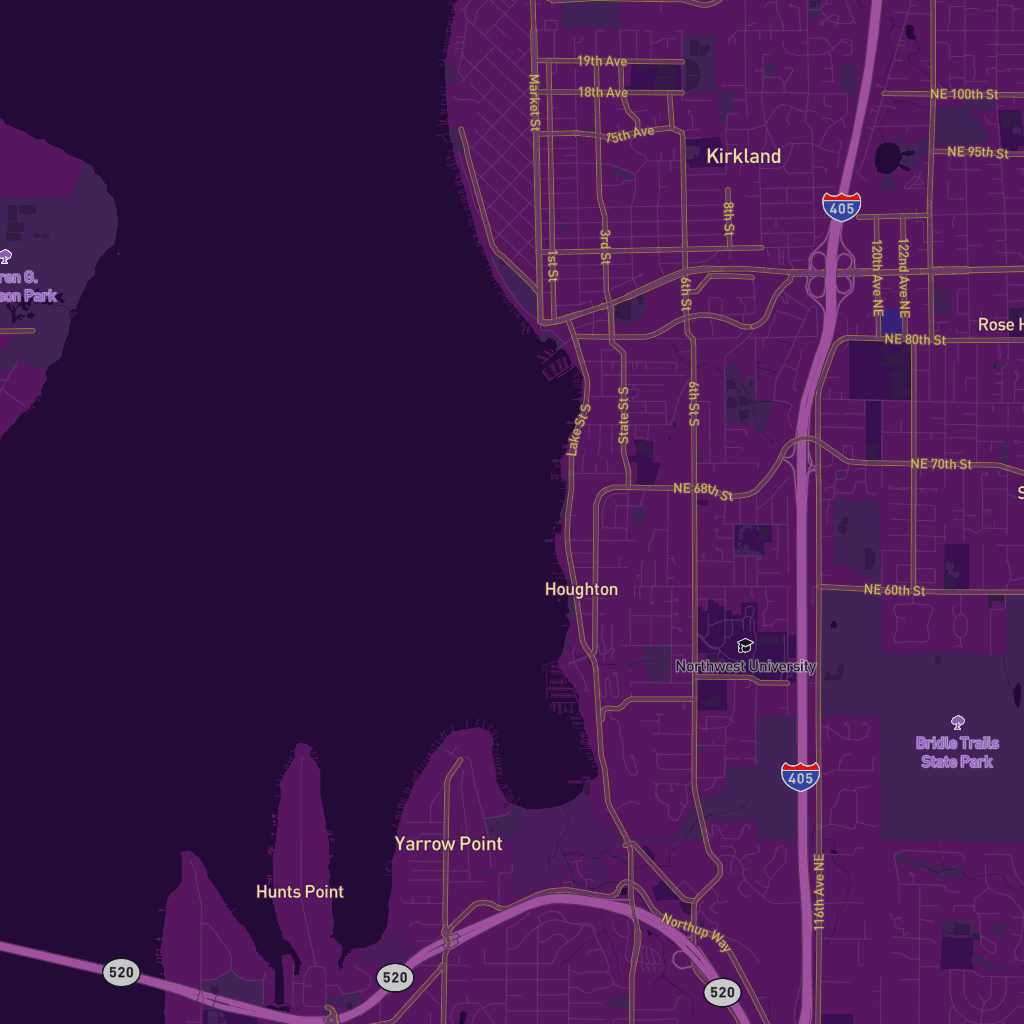 19th Ave
18th Ave
Market St
NE 100th St
75th Ave
Kirkland
NE 95th St
405
8th St
3rd St
1st St
120th Ave NE
122nd Ave NE
6th St
ren G.
son Park
Rose H
NE 80th St
6th St S
State St S
Lake St S
NE 70th St
NE 68th St
S
Houghton
NE 60th St
Northwest University
Bridle Trails
State Park
405
Yarrow Point
Hunts Point
116th Ave NE
Northup Way
520
520
520